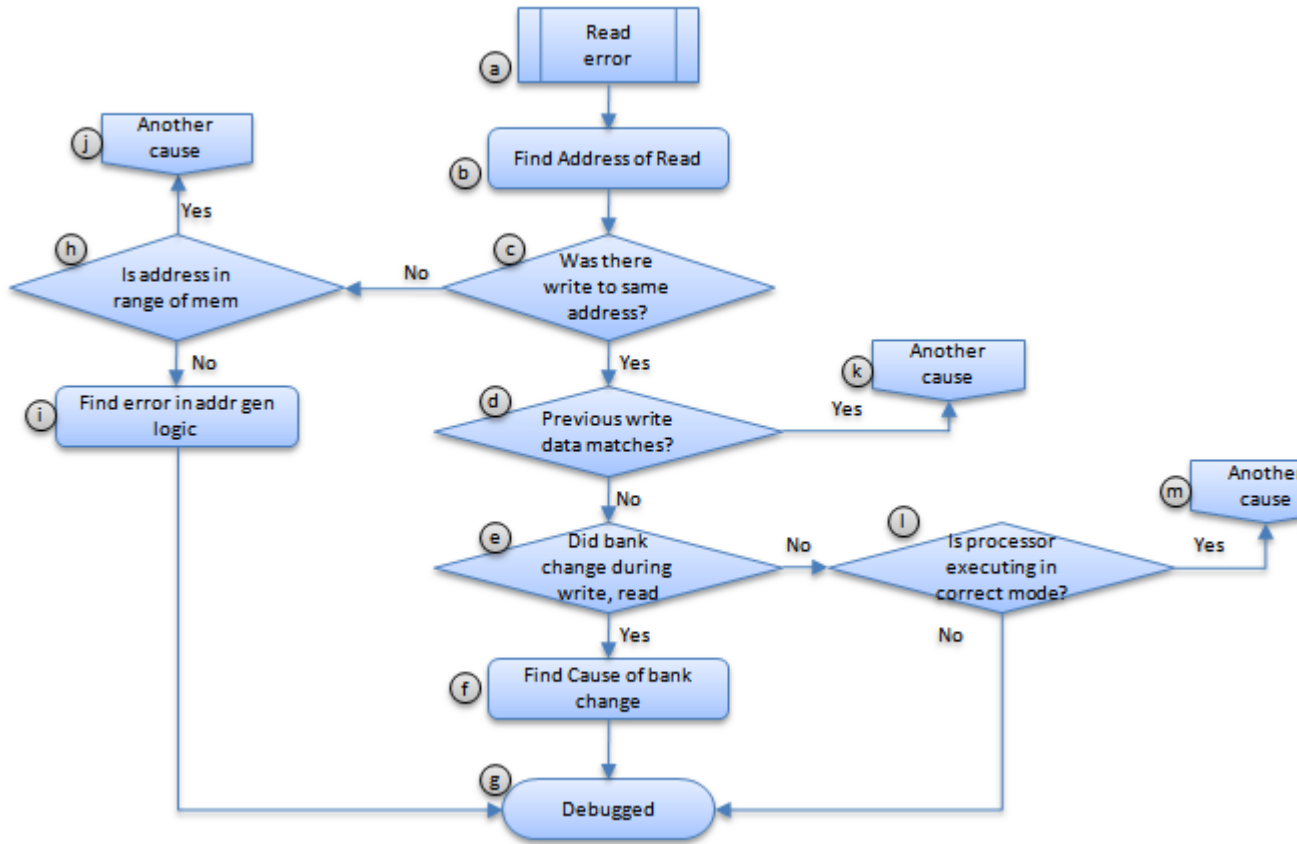 Read
error
a
Another
cause
j
Find Address of Read
b
Yes
h
c
Is address in
range of mem
No
Was there
write to same
address?
No
Yes
Another
cause
k
Find error in addr gen
logic
i
d
Previous write
data matches?
Yes
No
Another
cause
m
e
Did bank
change during
write, read
No
l
Is processor
executing in
correct mode?
Yes
Yes
No
Find Cause of bank
change
f
g
Debugged